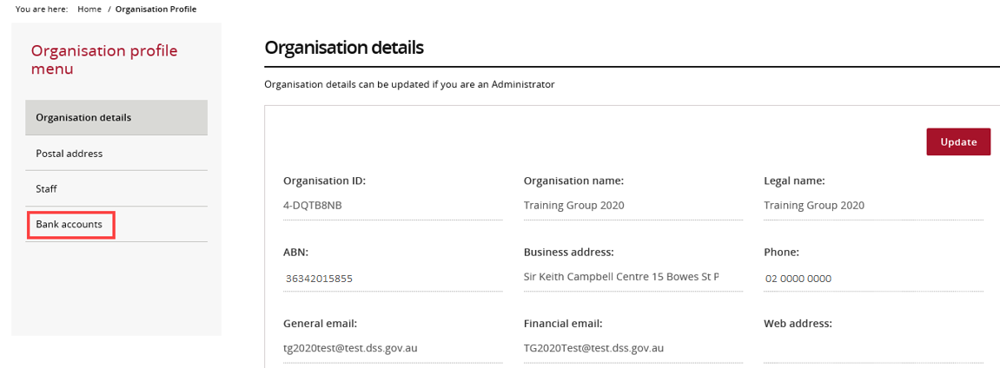 You are here: Home / Organisation Profile
Organisation profile
menu
Organisation details
Postal address
Staff
Bank accounts
Organisation details
Organisation details can be updated if you are an Administrator
Update
Organisation ID: Organisation name: Legal name:
4-DQTB8NB Training Group 2020 Training Group 2020
ABN: Business address: Phone:
36342015855 Sir Keith Campbell Centre 15 Bowes St P 02 0000 0000
General email: Financial email: Web address:
tg2020test@test.dss.gov.au TG2020Test@test.dss.gov.au